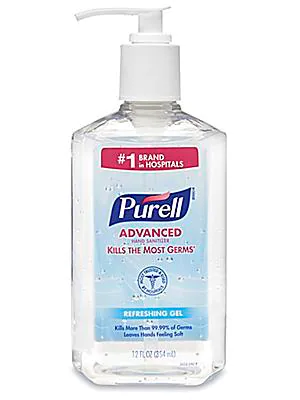 #1 BRAND
IN HOSPITALS
Purell
ADVANCED
HAND SANITIZER
KILLS THE MOST GERMS*
REFRESHING GEL
Kills More Than 99.99% of Germs
Leaves Hands Feeling Soft
12 FL OZ (354 mL)